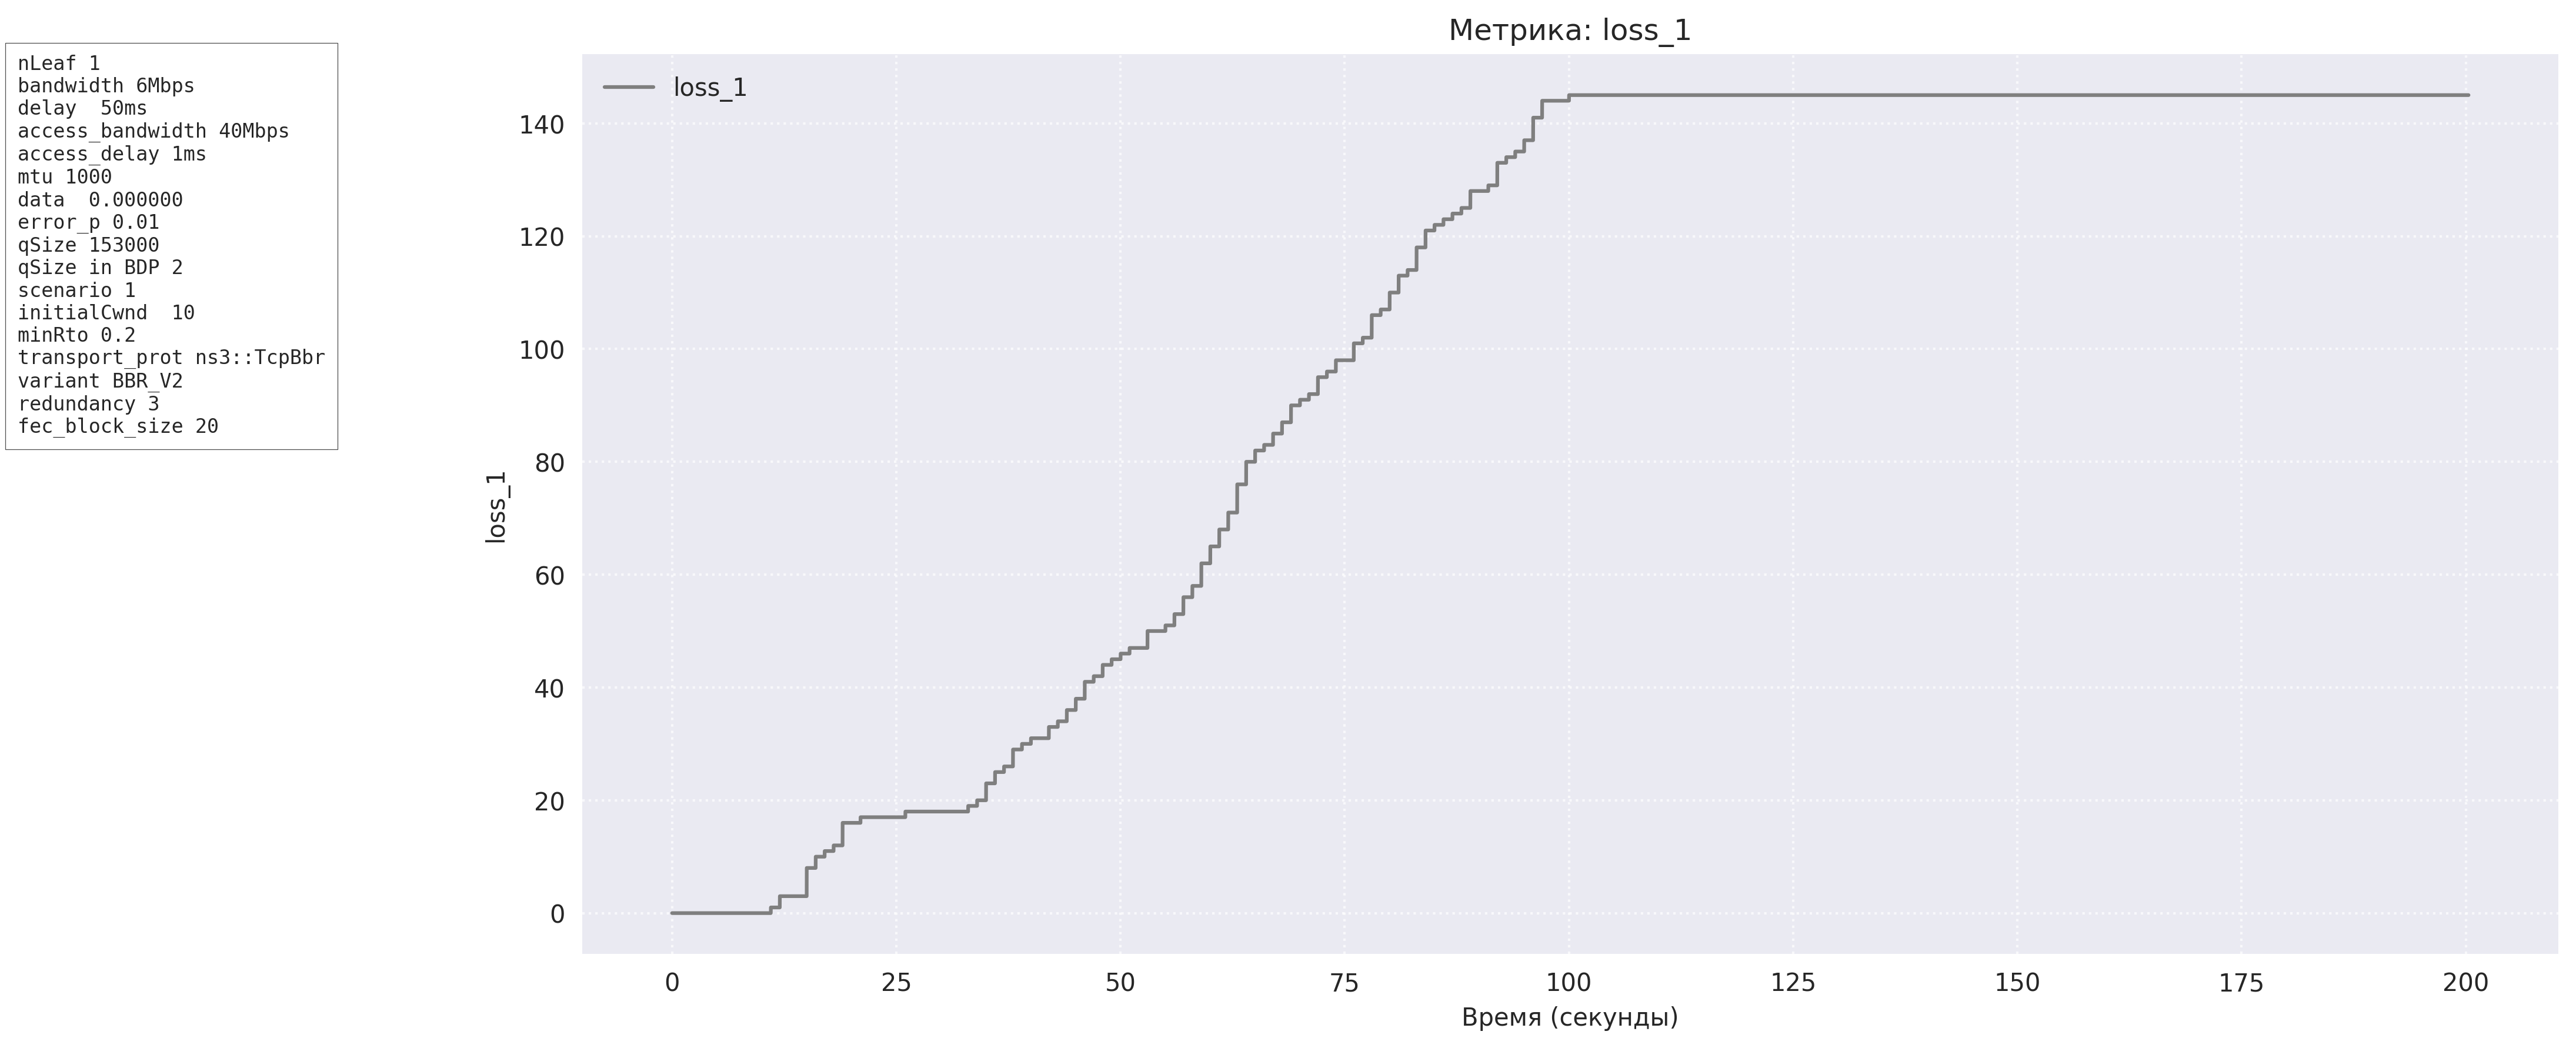 nLeaf 1
bandwidth 6Mbps
delay  50ms
access_bandwidth 40Mbps
access_delay 1ms
mtu 1000
data  0.000000
error_p 0.01
qSize 153000
qSize in BDP 2
scenario 1
initialCwnd  10
minRto 0.2
transport_prot ns3::TcpBbr
variant BBR_V2
redundancy 3
fec_block_size 20
Метрика: loss_1
loss_1
loss_1
140
120
100
80
60
40
20
0
0 25 50 75 100 125 150 175 200
Время (секунды)